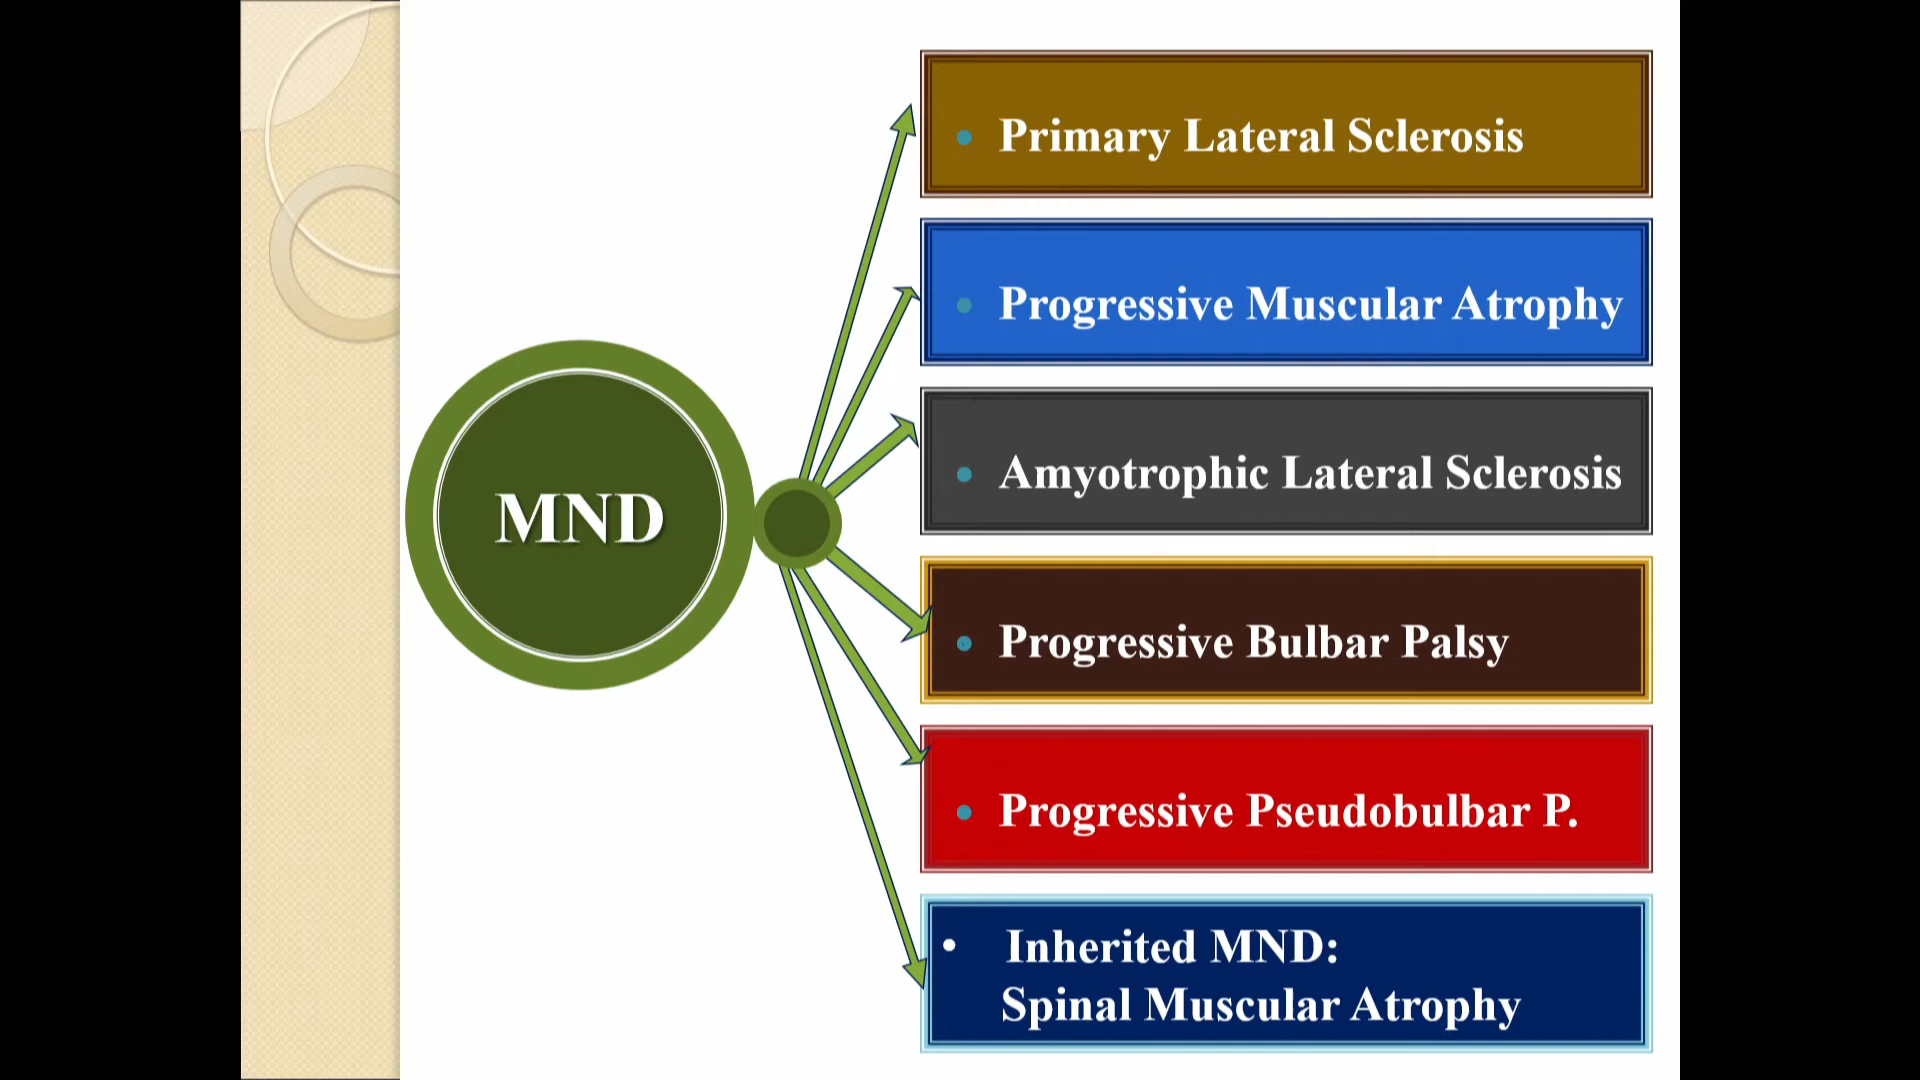 MND
• Primary Lateral Sclerosis
• Progressive Muscular Atrophy
• Amyotrophic Lateral Sclerosis
• Progressive Bulbar Palsy
• Progressive Pseudobulbar P.
• Inherited MND:
Spinal Muscular Atrophy